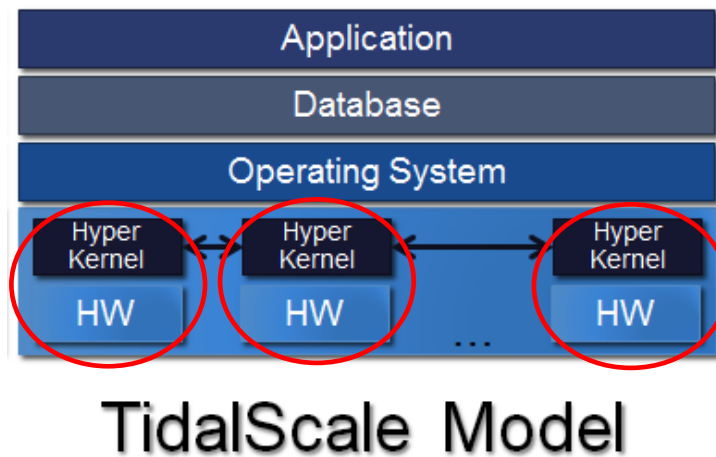 Application
Database
Operating System
Hyper Kernel
Hyper Kernel
Hyper Kernel
HW
HW
HW
...
TidalScale Model